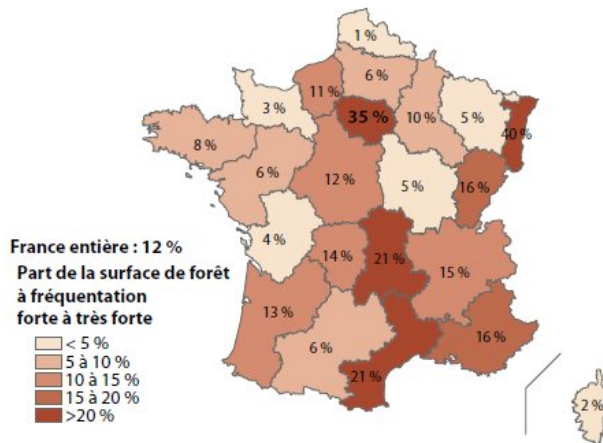 1 %
6 %
11 %
3 %
35 %
10 %
5 %
40 %
8 %
6 %
12 %
5 %
16 %
4 %
14 %
21 %
15 %
13 %
6 %
21 %
16 %
2 %
France entière : 12 %
Part de la surface de forêt
à fréquentation
forte à très forte
< 5 %
5 à 10 %
10 à 15 %
15 à 20 %
>20 %